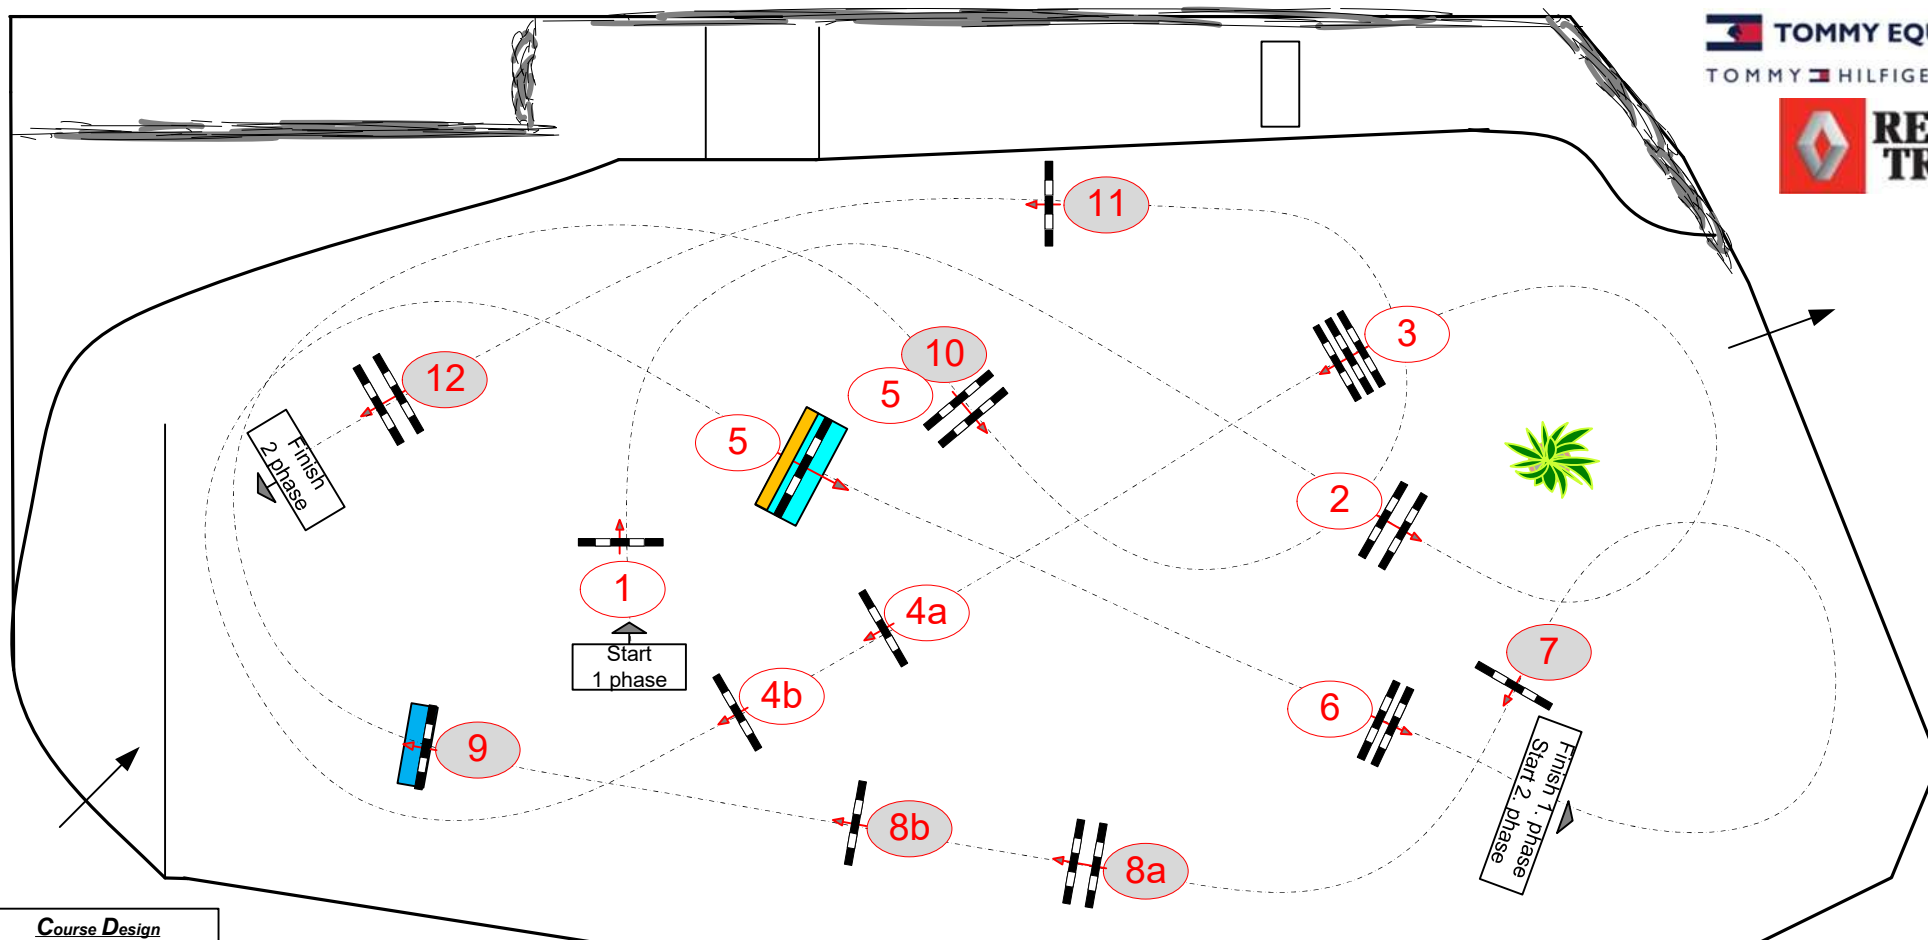 TOMMY EQU
TOMMY HILFIGE
RE
TR
11
3
10
5
12
5
Finish
2 phase
2
1
4a
Start
1 phase
7
4b
6
9
Finish 1. phase
Start 2. phase
8b
8a
Course Design